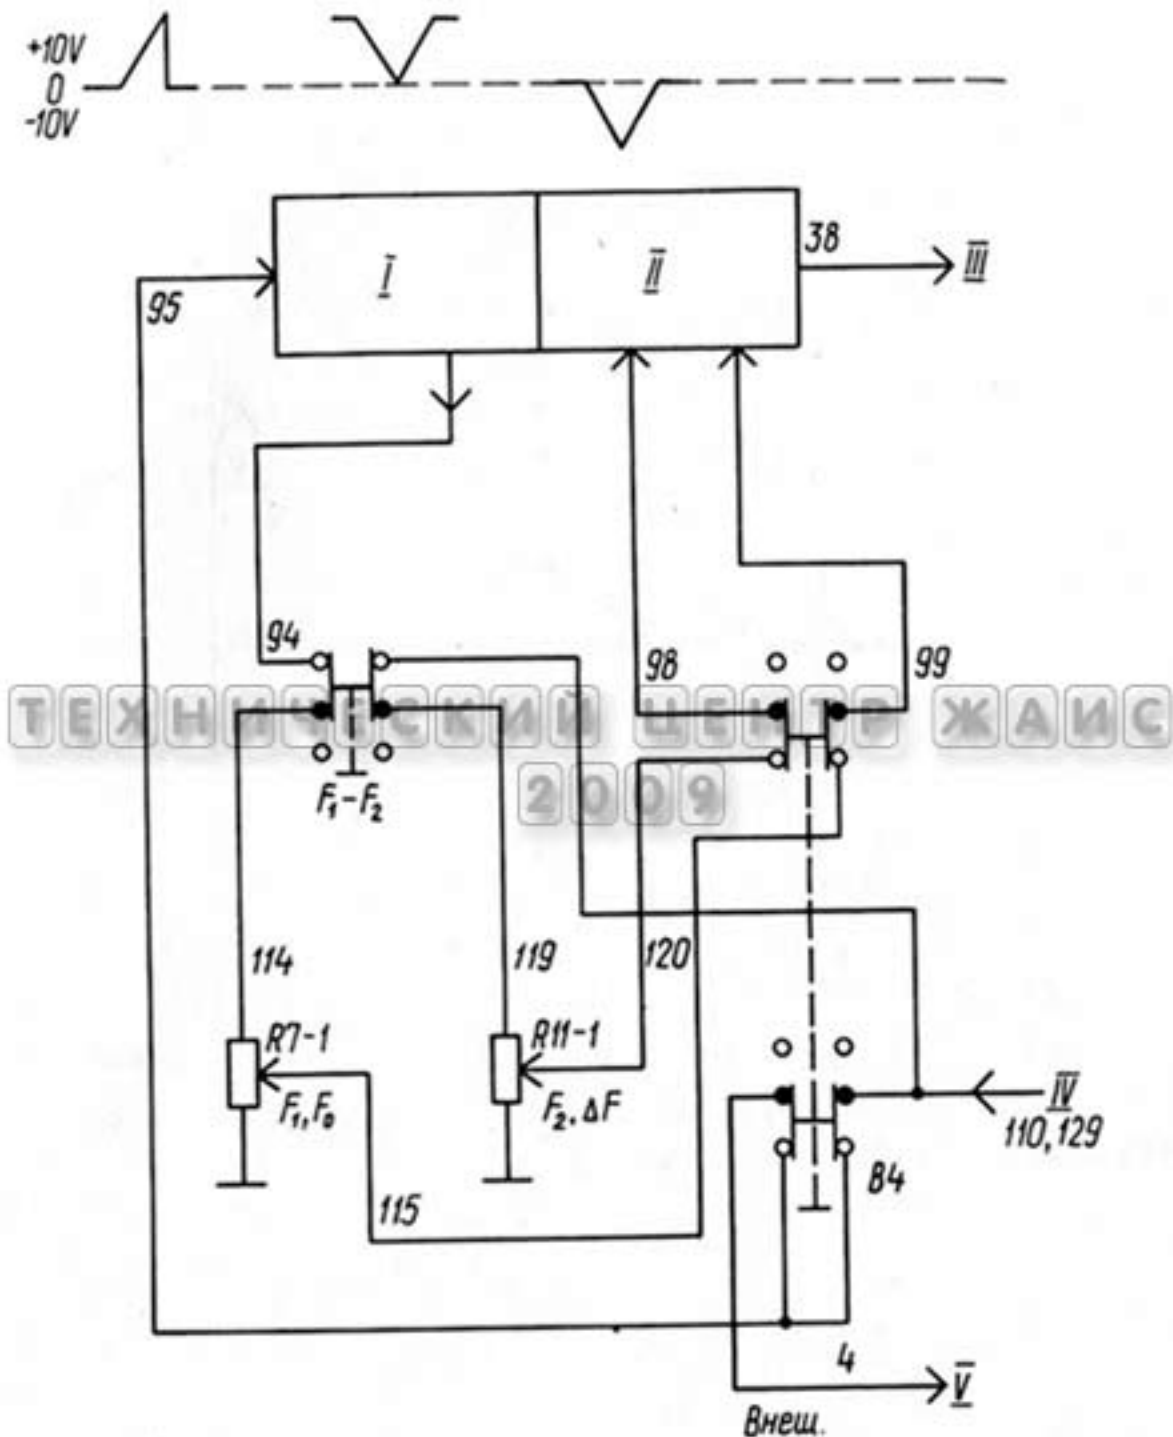 +10V
0
-10V
I
II
38
III
95
94
98
99
ТЕХНИЧЕСКИЙ ЦЕНТР ЖАИС
2009
F₁-F₂
114
119
120
R7-1
R11-1
F₁, F₀
F₂, ΔF
IV
110,129
84
115
4
V
Внеш.